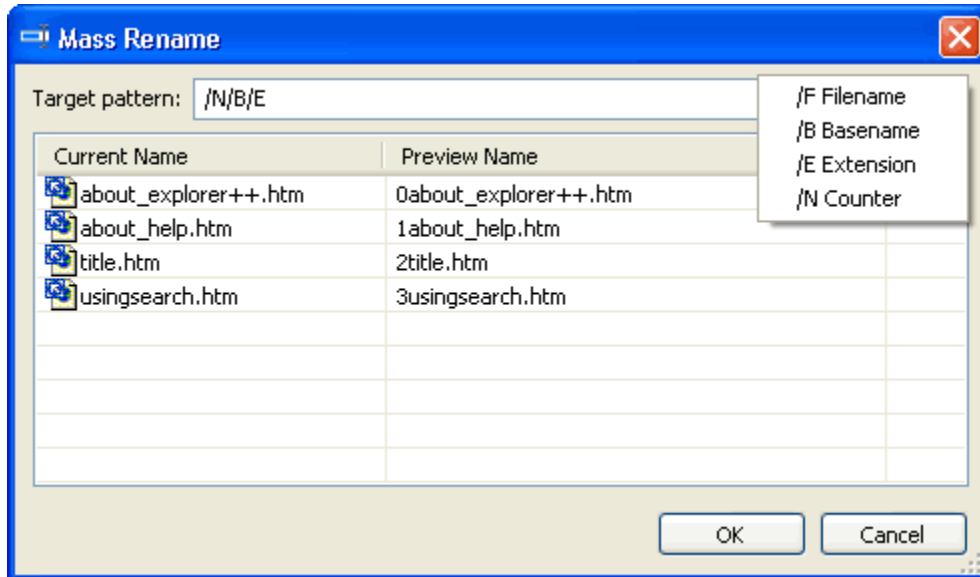 Mass Rename
Target pattern: /N/B/E
/F Filename
/B Basename
/E Extension
/N Counter
Current Name Preview Name
about_explorer++.htm 0about_explorer++.htm
about_help.htm 1about_help.htm
title.htm 2title.htm
usingsearch.htm 3usingsearch.htm
OK Cancel